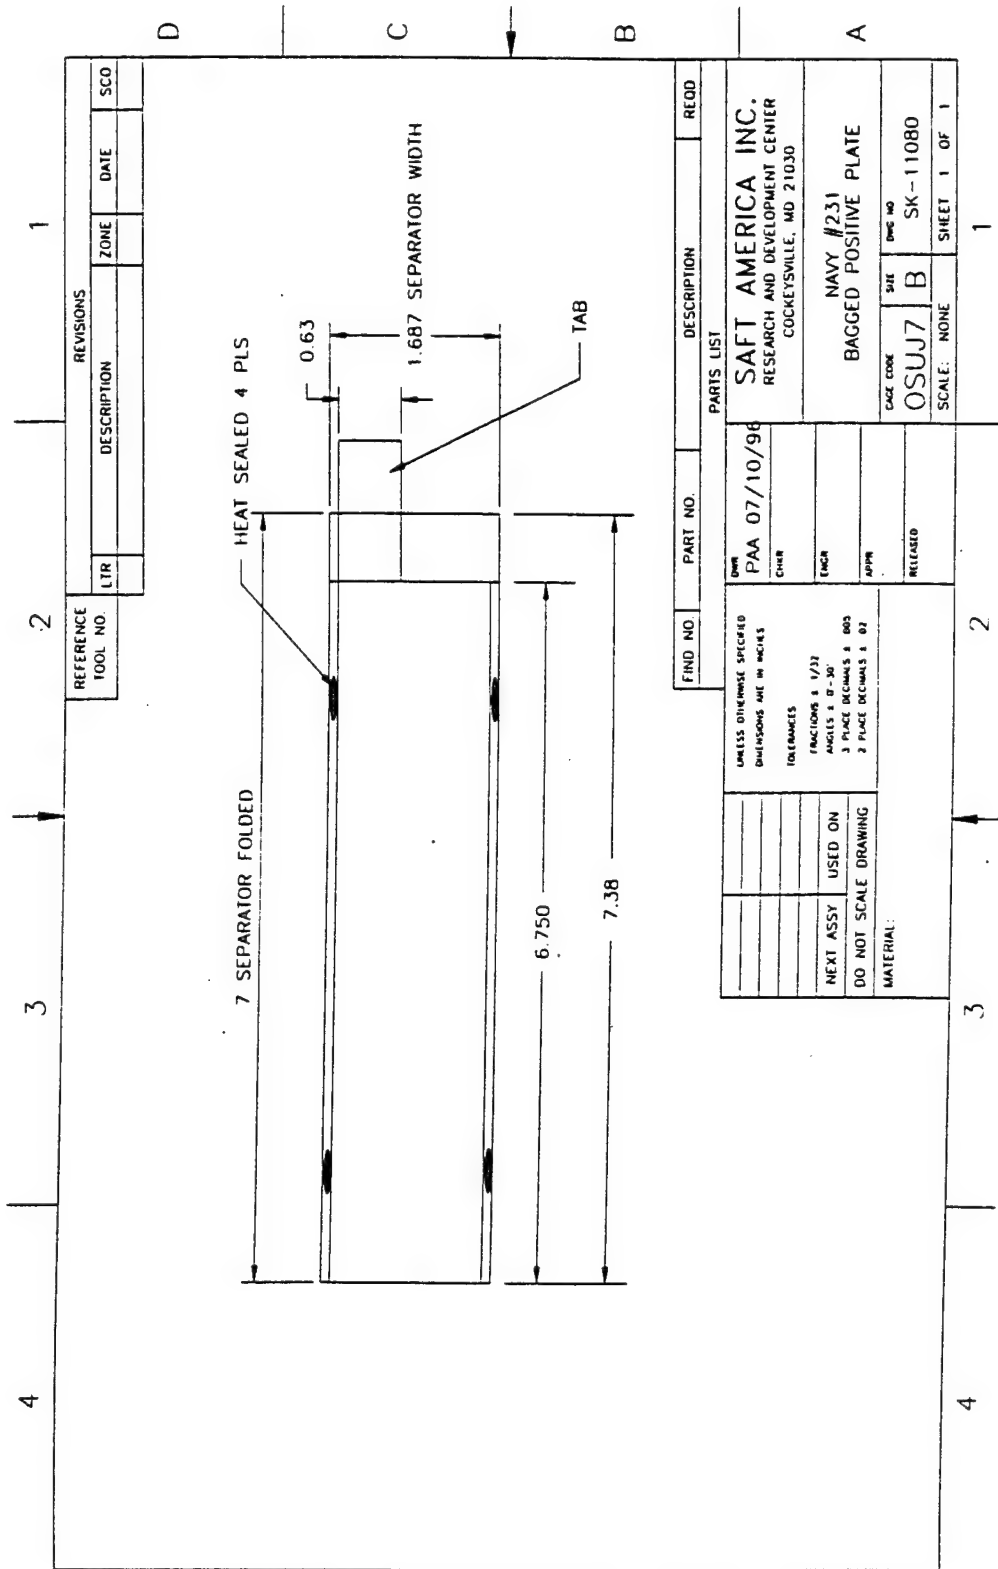 4
3
2
1
D
C
B
A
REFERENCE
TOOL NO.
REVISIONS
LTR
DESCRIPTION
ZONE
DATE
SCO
7 SEPARATOR FOLDED
HEAT SEALED 4 PLS
0.63
1.687 SEPARATOR WIDTH
TAB
6.750
7.38
FIND NO.
PART NO.
DESCRIPTION
REQD
PARTS LIST
UNLESS OTHERWISE SPECIFIED
DIMENSIONS ARE IN INCHES
TOLERANCES
FRACTIONS ± 1/32
ANGLES ± 0°-30'
3 PLACE DECIMALS ± .005
2 PLACE DECIMALS ± .02
NEXT ASSY
USED ON
DO NOT SCALE DRAWING
MATERIAL:
DWN
PAA 07/10/96
CHKR
ENGR
APPR
RELEASED
SAFT AMERICA INC.
RESEARCH AND DEVELOPMENT CENTER
COCKEYSVILLE, MD 21030
NAVY #231
BAGGED POSITIVE PLATE
CAGE CODE
OSUJ7
SIZE
B
DWG NO
SK-11080
SCALE: NONE
SHEET 1 OF 1
4
3
2
1